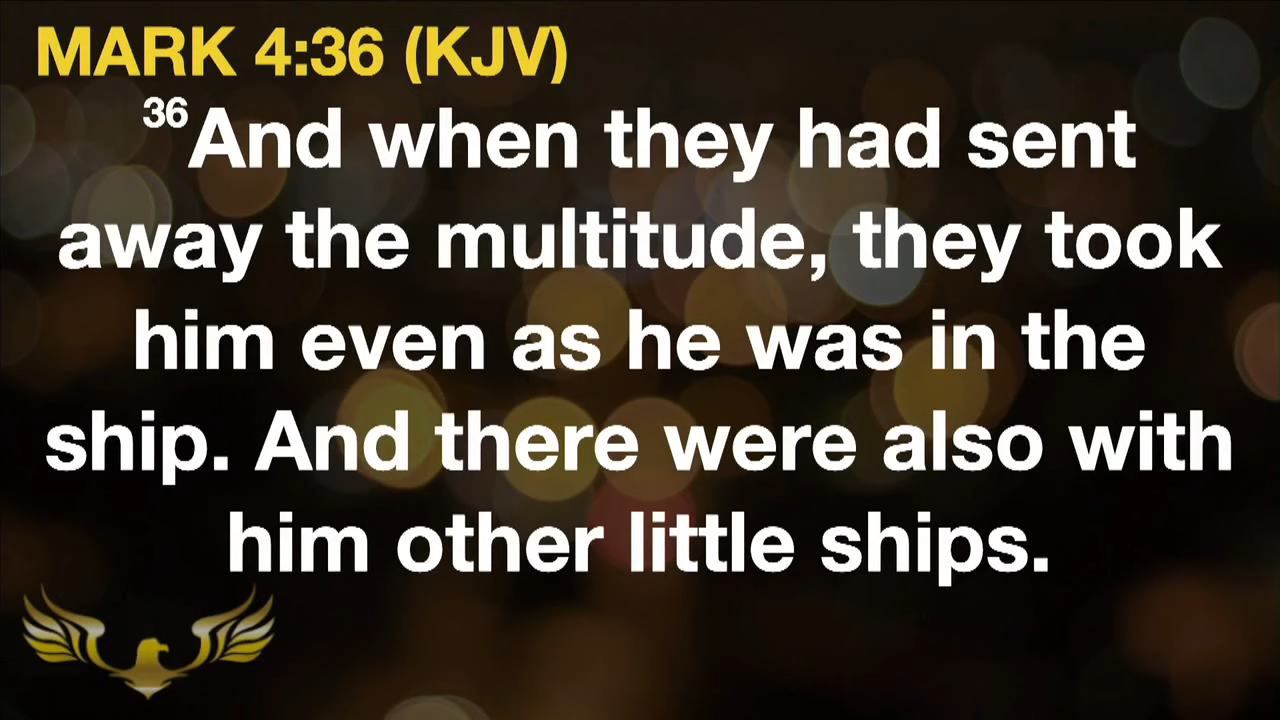 MARK 4:36 (KJV)
36And when they had sent
away the multitude, they took
him even as he was in the
ship. And there were also with
him other little ships.